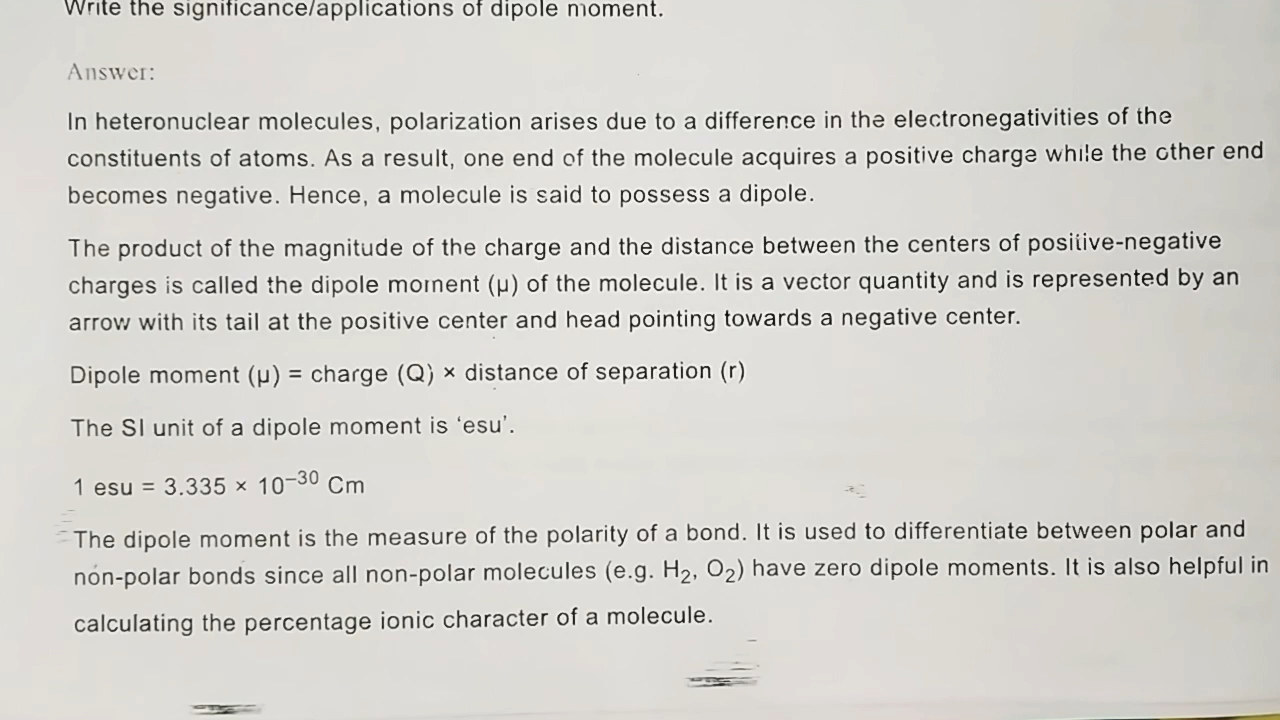 Write the significance/applications of dipole moment.
Answer:
In heteronuclear molecules, polarization arises due to a difference in the electronegativities of the
constituents of atoms. As a result, one end of the molecule acquires a positive charge while the other end
becomes negative. Hence, a molecule is said to possess a dipole.
The product of the magnitude of the charge and the distance between the centers of positive-negative
charges is called the dipole moment (μ) of the molecule. It is a vector quantity and is represented by an
arrow with its tail at the positive center and head pointing towards a negative center.
Dipole moment (μ) = charge (Q) × distance of separation (r)
The SI unit of a dipole moment is ‘esu’.
1 esu = 3.335 × 10⁻³⁰ Cm
The dipole moment is the measure of the polarity of a bond. It is used to differentiate between polar and
non-polar bonds since all non-polar molecules (e.g. H₂, O₂) have zero dipole moments. It is also helpful in
calculating the percentage ionic character of a molecule.